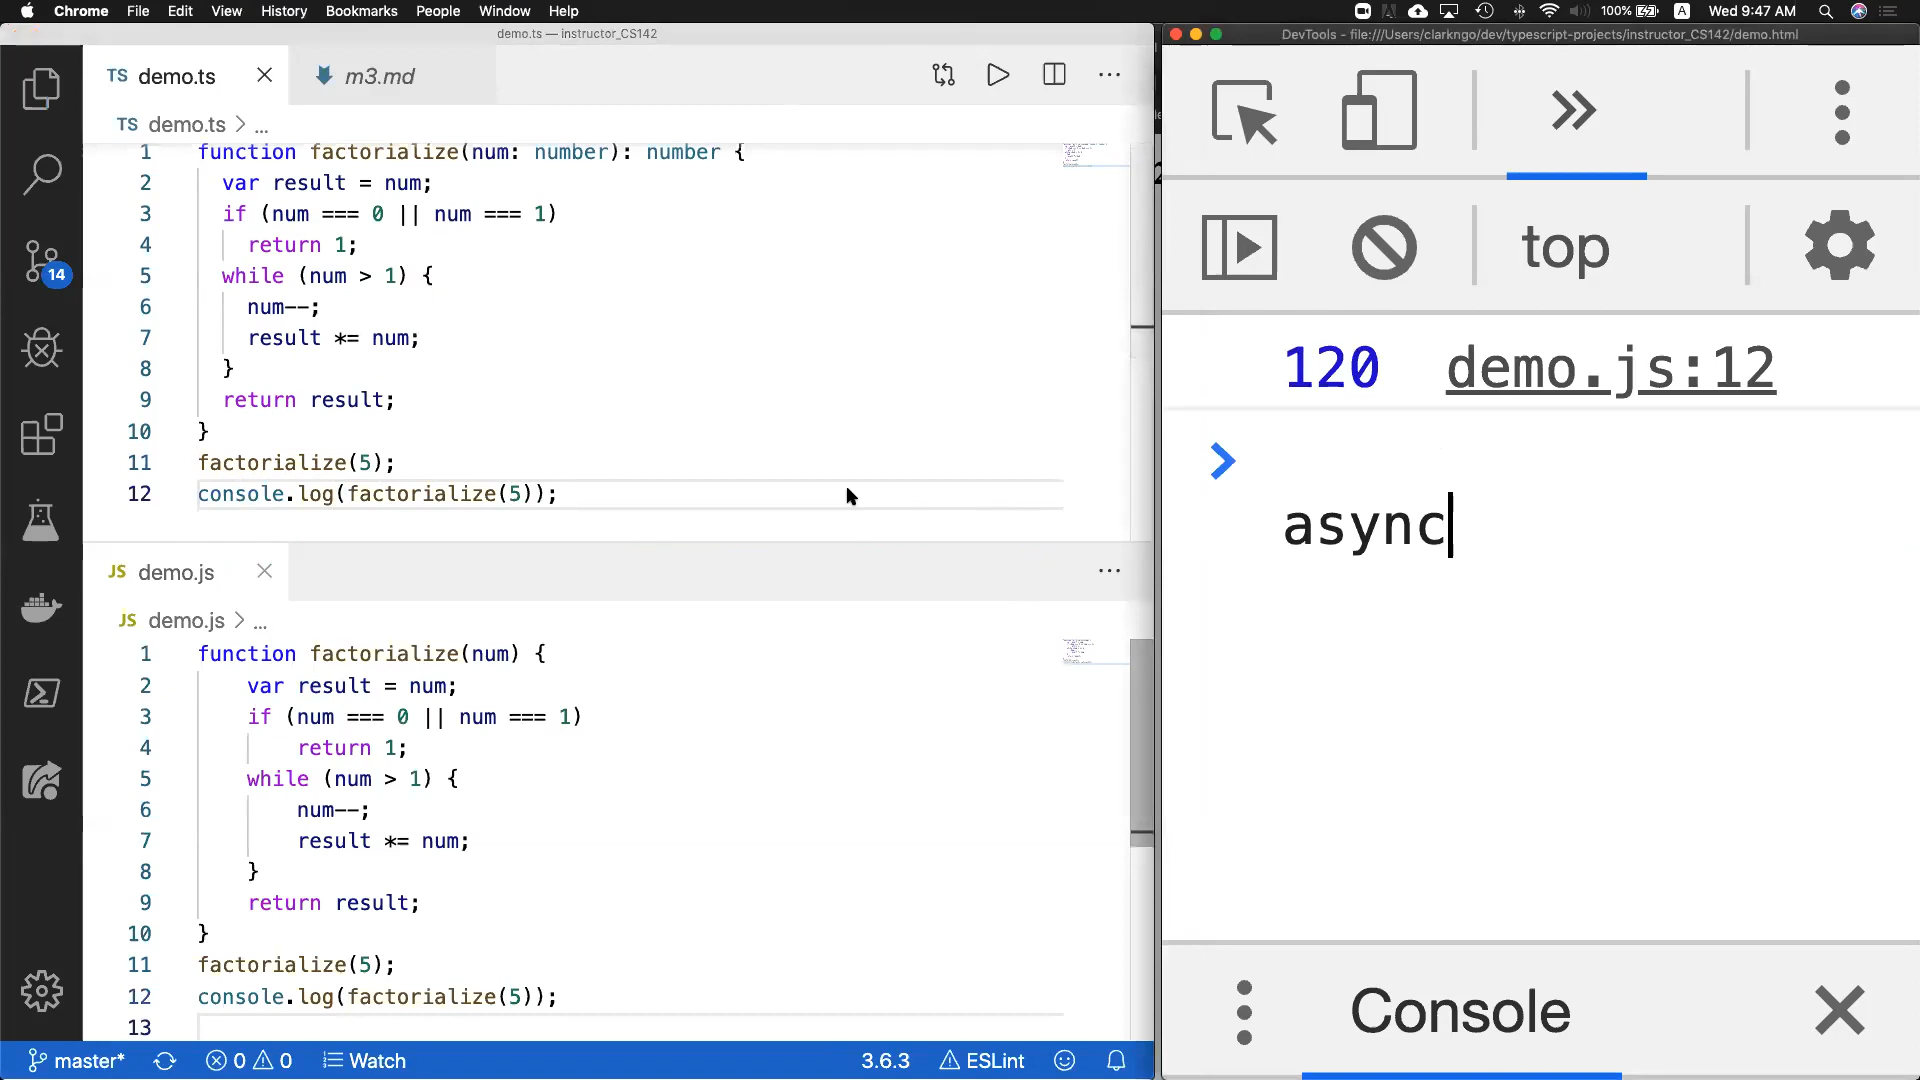 Chrome File Edit View History Bookmarks People Window Help 100% A Wed 9:47 AM
demo.ts — instructor_CS142
DevTools - file:///Users/clarkngo/dev/typescript-projects/instructor_CS142/demo.html
TS demo.ts m3.md
TS demo.ts > ...
1 function factorialize(num: number): number {
2 var result = num;
3 if (num === 0 || num === 1)
4 return 1;
5 while (num > 1) {
6 num--;
7 result *= num;
8 }
9 return result;
10 }
11 factorialize(5);
12 console.log(factorialize(5));
14
JS demo.js
JS demo.js > ...
1 function factorialize(num) {
2 var result = num;
3 if (num === 0 || num === 1)
4 return 1;
5 while (num > 1) {
6 num--;
7 result *= num;
8 }
9 return result;
10 }
11 factorialize(5);
12 console.log(factorialize(5));
13
master* 0 0 Watch 3.6.3 ESLint
top
120 demo.js:12
async
Console